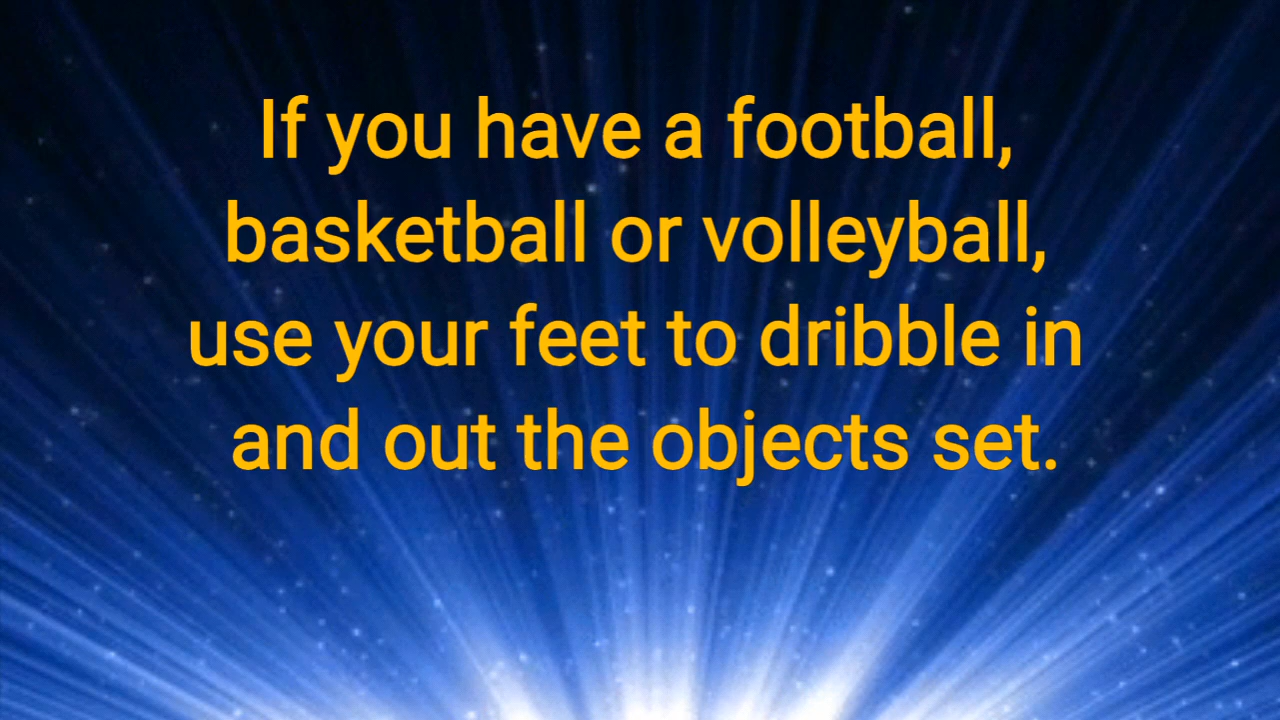 If you have a football,
basketball or volleyball,
use your feet to dribble in
and out the objects set.